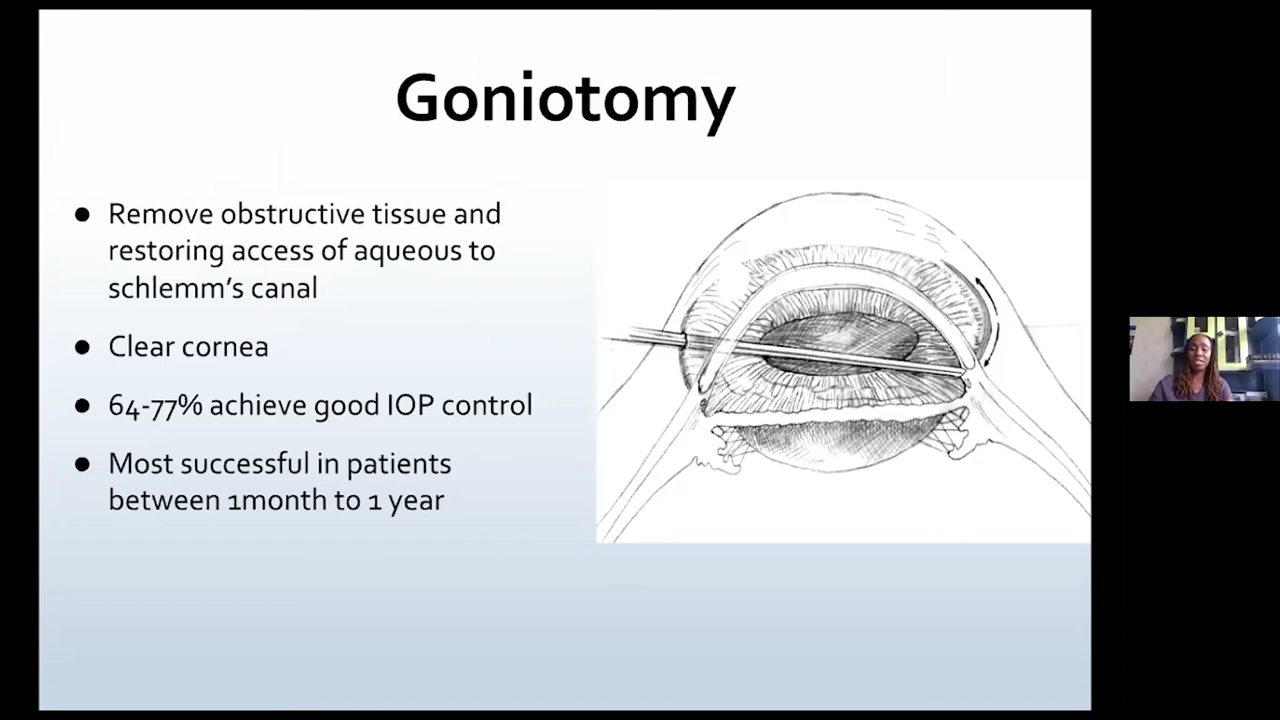 Goniotomy
● Remove obstructive tissue and
restoring access of aqueous to
schlemm’s canal
● Clear cornea
● 64-77% achieve good IOP control
● Most successful in patients
between 1month to 1 year